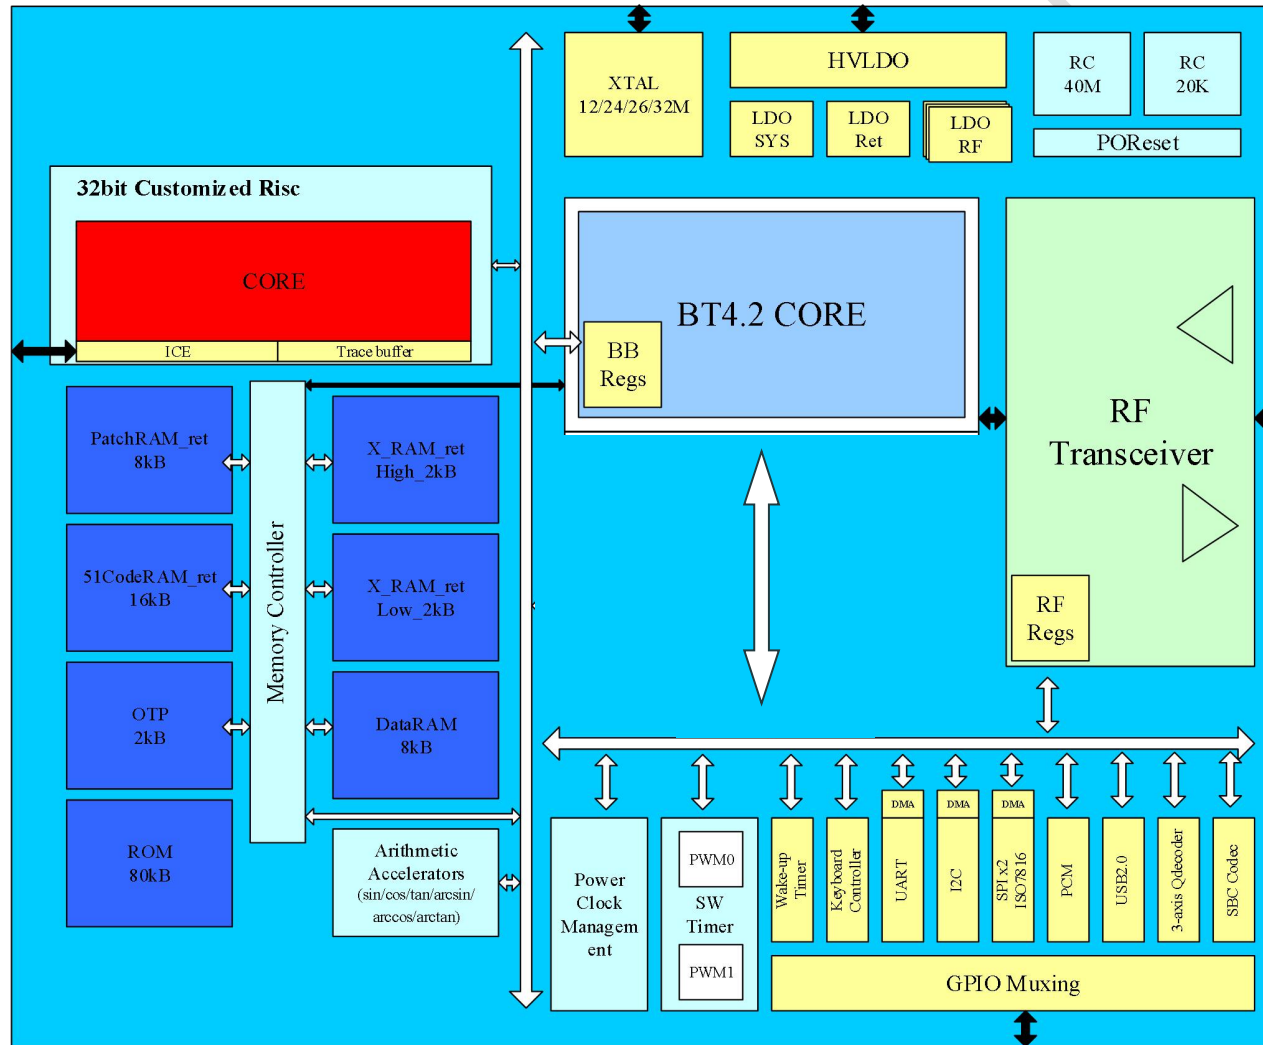 XTAL
12/24/26/32M
HVLDO
LDO
SYS
LDO
Ret
LDO
RF
RC
40M
RC
20K
POReset
32bit Customized Risc
CORE
ICE
Trace buffer
BT4.2 CORE
BB
Regs
RF
Transceiver
RF
Regs
PatchRAM_ret
8kB
51CodeRAM_ret
16kB
OTP
2kB
ROM
80kB
Memory Controller
X_RAM_ret
High_2kB
X_RAM_ret
Low_2kB
DataRAM
8kB
Arithmetic
Accelerators
(sin/cos/tan/arcsin/
arccos/arctan)
Power
Clock
Managem
ent
PWM0
SW
Timer
PWM1
Wake-up
Timer
Keyboard
Controller
DMA
UART
DMA
I2C
DMA
SPI x2
ISO7816
PCM
USB2.0
3-axis Qdecoder
SBC Codec
GPIO Muxing